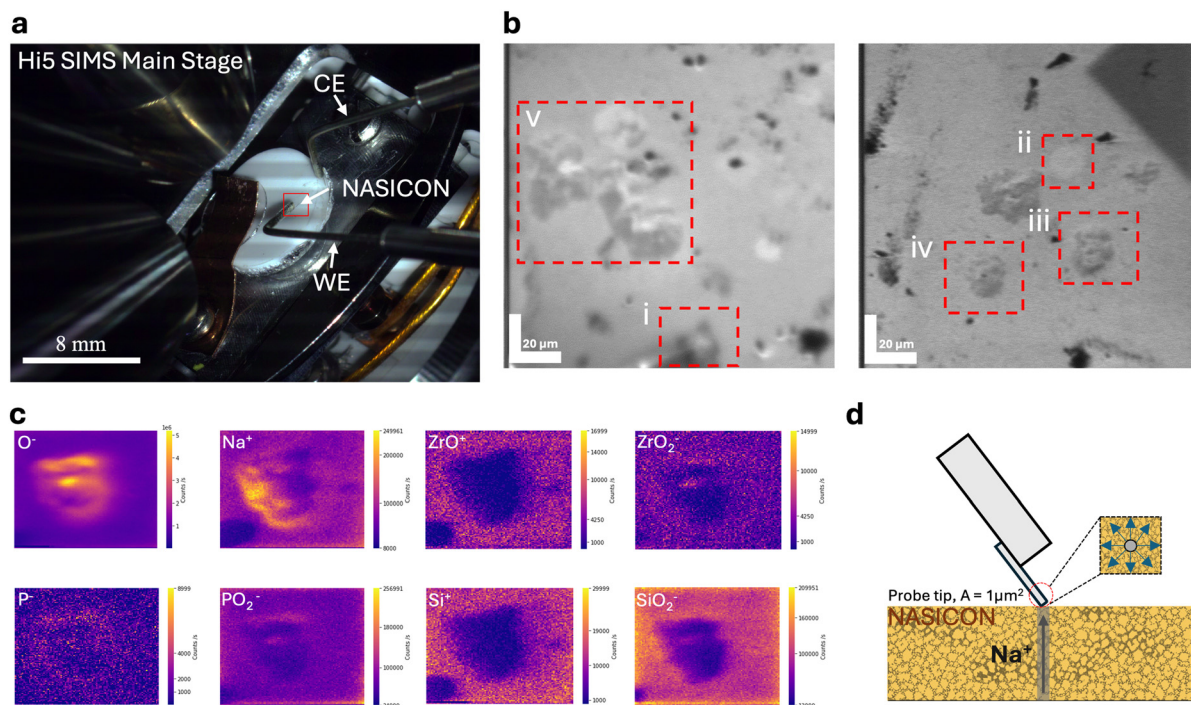 a
Hi5 SIMS Main Stage
CE
NASICON
WE
8 mm
b
v
i
20 µm
ii
iii
iv
20 µm
c
O⁻
1e6
5
4
3
2
1
Counts /s
Na⁺
249961
200000
100000
8000
Counts /s
ZrO⁺
16999
14000
10000
4250
1000
Counts /s
ZrO₂⁻
14999
10000
8000
4250
1000
Counts /s
P⁻
8999
4000
2000
1000
Counts /s
PO₂⁻
256991
200000
100000
Counts /s
Si⁺
29999
19000
10000
1000
Counts /s
SiO₂⁻
209951
100000
Counts /s
d
Probe tip, A = 1µm²
NASICON
Na⁺